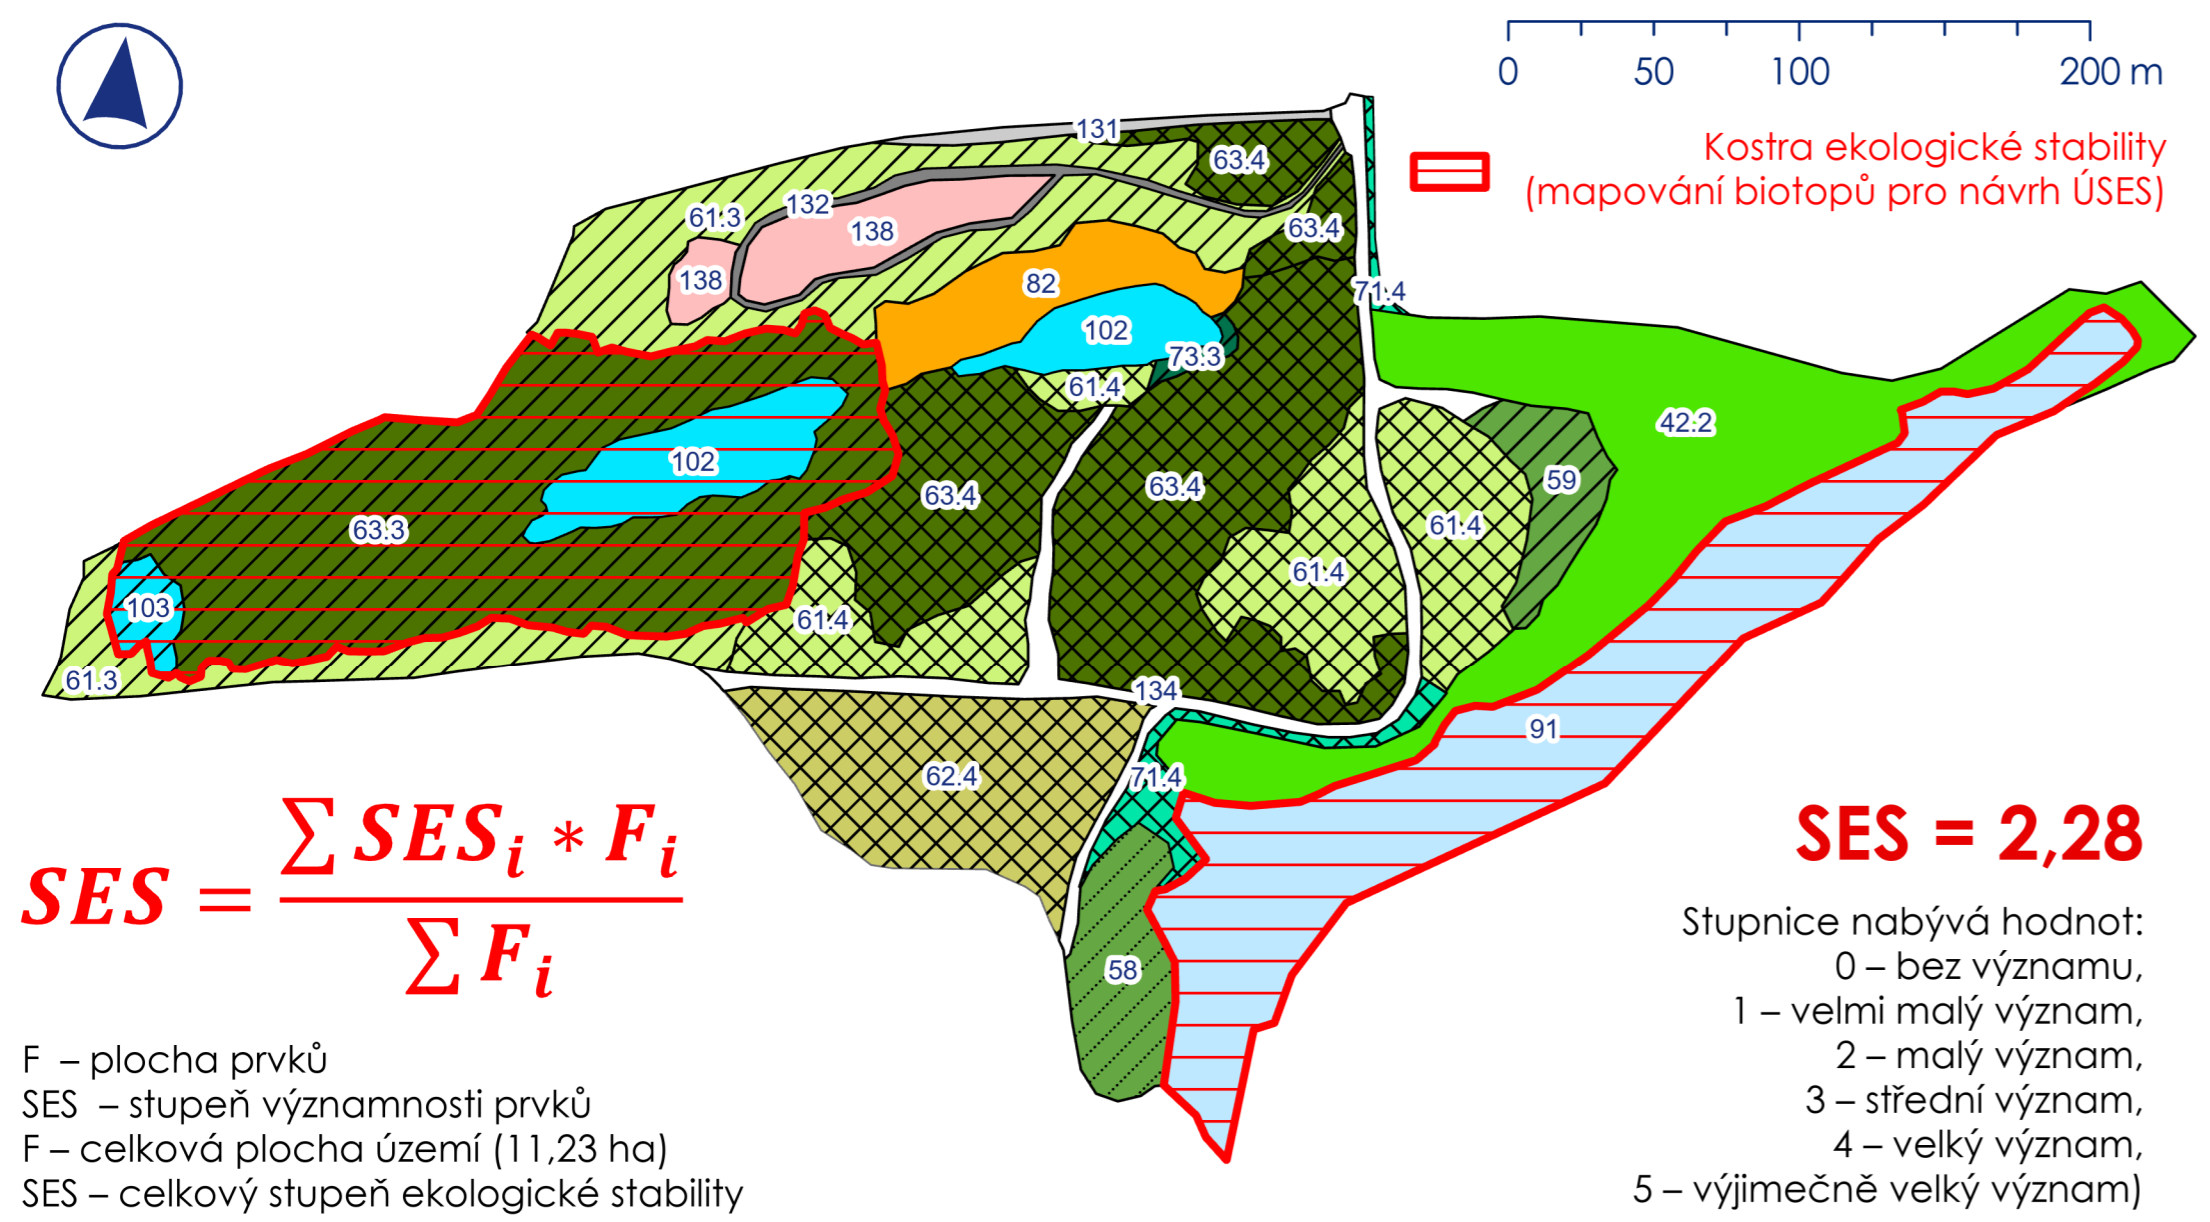 0 50 100 200 m
Kostra ekologické stability
(mapování biotopů pro návrh ÚSES)
131
63.4
132
61.3
138
63.4
138
82
71.4
102
73.3
61.4
42.2
102
59
63.4
63.4
61.4
63.3
61.4
103
61.4
61.3
134
91
62.4
71.4
58
SES = ∑ SESᵢ * Fᵢ / ∑ Fᵢ
F – plocha prvků
SES – stupeň významnosti prvků
F – celková plocha území (11,23 ha)
SES – celkový stupeň ekologické stability
SES = 2,28
Stupnice nabývá hodnot:
0 – bez významu,
1 – velmi malý význam,
2 – malý význam,
3 – střední význam,
4 – velký význam,
5 – výjimečně velký význam)